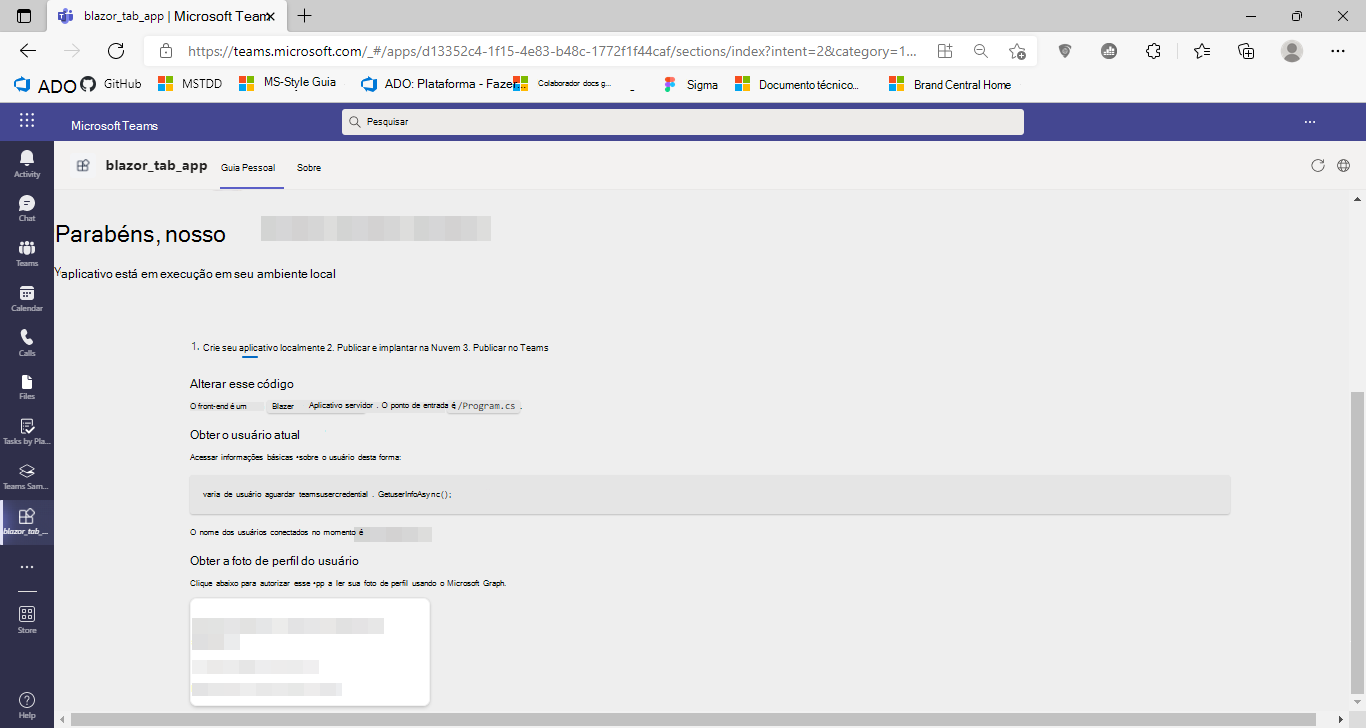 blazor_tab_app | Microsoft Team
https://teams.microsoft.com/_#/apps/d13352c4-1f15-4e83-b48c-1772f1f44caf/sections/index?intent=2&category=1...
ADO GitHub MSTDD MS-Style Guia ADO: Plataforma - Fazer... Colaborador docs g... Sigma Documento técnico... Brand Central Home
Microsoft Teams
Pesquisar
blazor_tab_app Guia Pessoal Sobre
Activity
Chat
Teams
Calendar
Calls
Files
Tasks by Pla...
Teams Sam...
blazor_tab_...
Store
Help
Parabéns, nosso
Yaplicativo está em execução em seu ambiente local
1. Crie seu aplicativo localmente 2. Publicar e implantar na Nuvem 3. Publicar no Teams
Alterar esse código
O front-end é um Blazer Aplicativo servidor . O ponto de entrada é /Program.cs .
Obter o usuário atual
Acessar informações básicas •sobre o usuário desta forma:
varia de usuário aguardar teamsusercredential . GetuserInfoAsync();
O nome dos usuários conectados no momento é
Obter a foto de perfil do usuário
Clique abaixo para autorizar esse •pp a ler sua foto de perfil usando o Microsoft Graph.